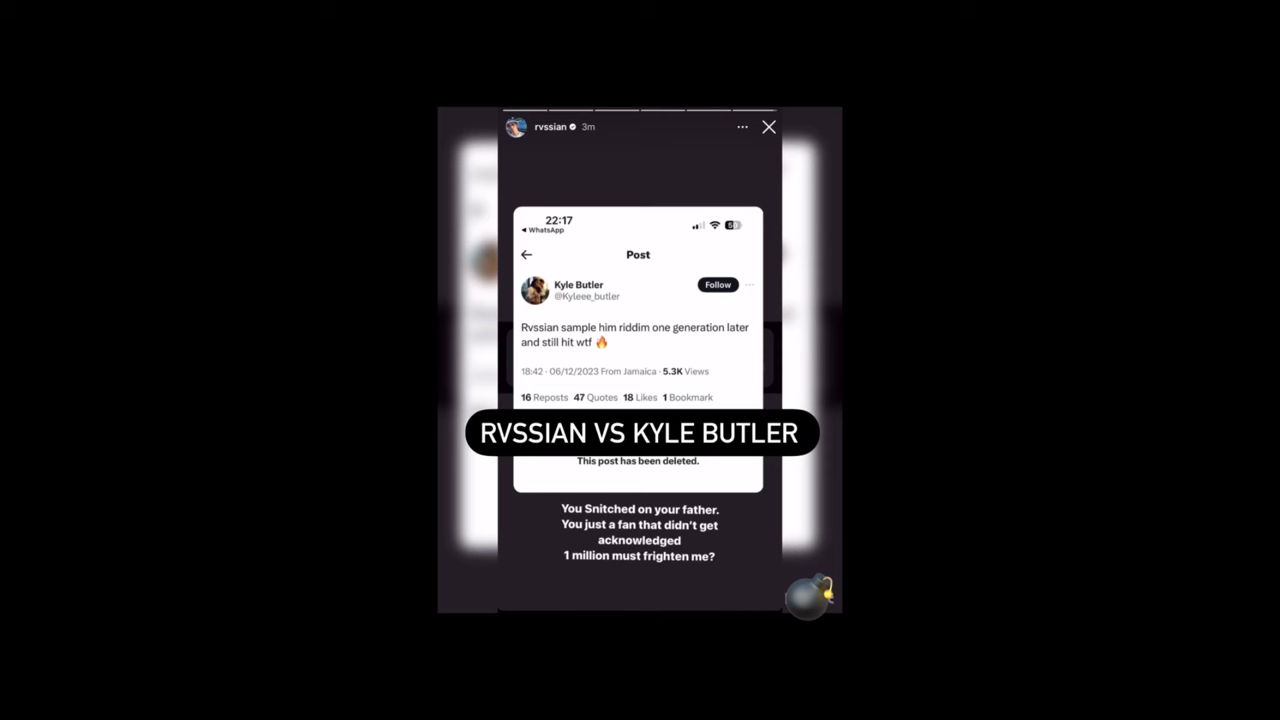 rvssian 3m
22:17
WhatsApp
Post
Kyle Butler
Follow
@Kyleee_butler
Rvssian sample him riddim one generation later
and still hit wtf 🔥
18:42 · 06/12/2023 From Jamaica · 5.3K Views
16 Reposts 47 Quotes 18 Likes 1 Bookmark
RVSSIAN VS KYLE BUTLER
This post has been deleted.
You Snitched on your father.
You just a fan that didn't get
acknowledged
1 million must frighten me?